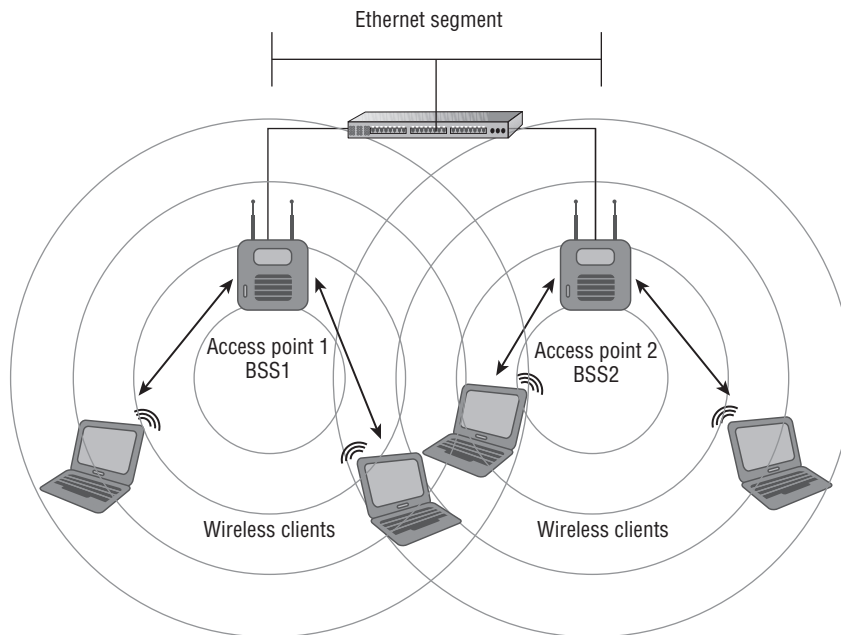 Ethernet segment
Access point 1
BSS1
Access point 2
BSS2
Wireless clients
Wireless clients